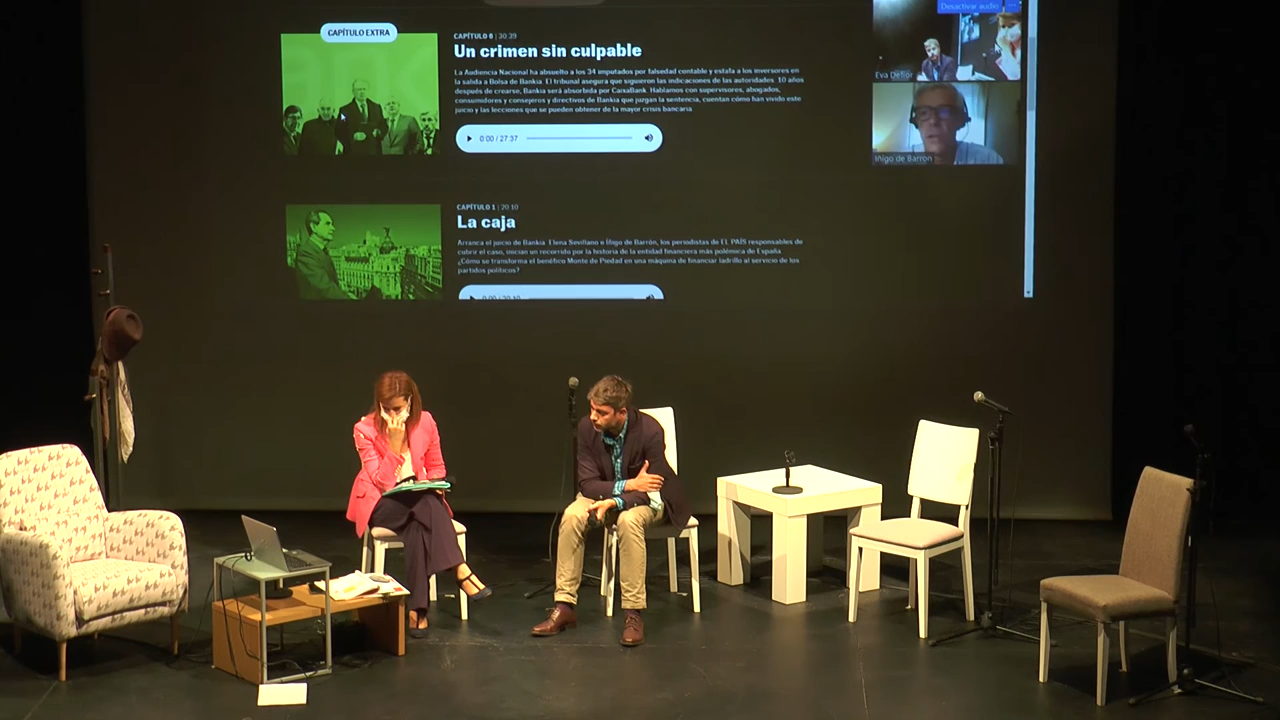 CAPÍTULO EXTRA
CAPÍTULO 6 | 30:39
Un crimen sin culpable
La Audiencia Nacional ha absuelto a los 34 imputados por falsedad contable y estafa a los inversores en
la salida a Bolsa de Bankia. El tribunal asegura que siguieron las indicaciones de las autoridades. 10 años
después de crearse, Bankia será absorbida por CaixaBank. Hablamos con supervisores, abogados,
consumidores y consejeros y directivos de Bankia que juzgan la sentencia, cuentan cómo han vivido este
juicio y las lecciones que se pueden obtener de la mayor crisis bancaria
0:00 / 27:37
CAPÍTULO 1 | 20:10
La caja
Arranca el juicio de Bankia. Elena Sevillano e Íñigo de Barrón, los periodistas de EL PAÍS responsables de
cubrir el caso, inician un recorrido por la historia de la entidad financiera más polémica de España.
¿Cómo se transforma el benéfico Monte de Piedad en una máquina de financiar ladrillo al servicio de los
partidos políticos?
0:00 / 20:10
Desactivar audio
Eva Defior
Iñigo de Barron